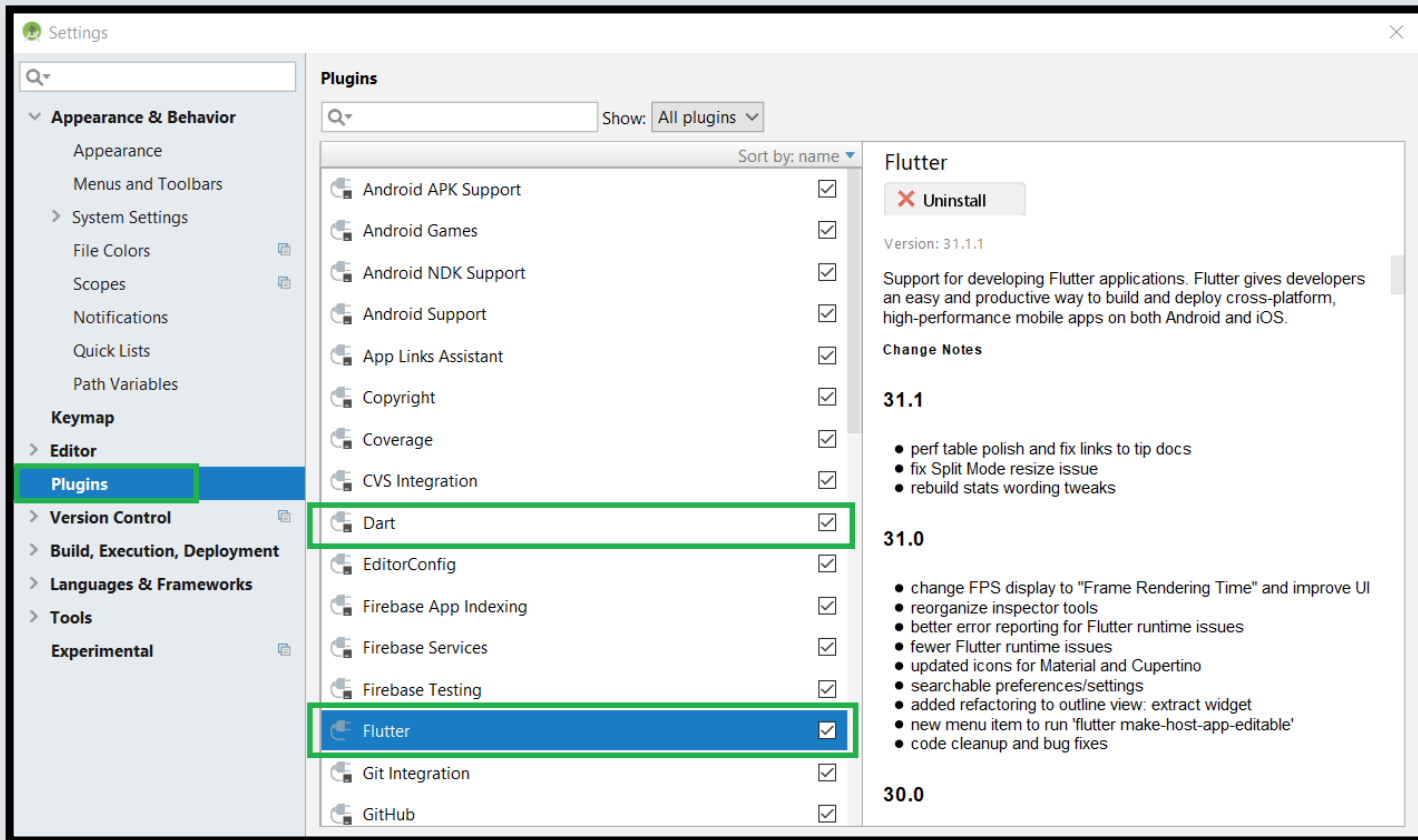 Settings
Appearance & Behavior
Appearance
Menus and Toolbars
System Settings
File Colors
Scopes
Notifications
Quick Lists
Path Variables
Keymap
Editor
Plugins
Version Control
Build, Execution, Deployment
Languages & Frameworks
Tools
Experimental
Plugins
Show: All plugins
Sort by: name
Android APK Support
Android Games
Android NDK Support
Android Support
App Links Assistant
Copyright
Coverage
CVS Integration
Dart
EditorConfig
Firebase App Indexing
Firebase Services
Firebase Testing
Flutter
Git Integration
GitHub
Flutter
Uninstall
Version: 31.1.1
Support for developing Flutter applications. Flutter gives developers
an easy and productive way to build and deploy cross-platform,
high-performance mobile apps on both Android and iOS.
Change Notes
31.1
● perf table polish and fix links to tip docs
● fix Split Mode resize issue
● rebuild stats wording tweaks
31.0
● change FPS display to "Frame Rendering Time" and improve UI
● reorganize inspector tools
● better error reporting for Flutter runtime issues
● fewer Flutter runtime issues
● updated icons for Material and Cupertino
● searchable preferences/settings
● added refactoring to outline view: extract widget
● new menu item to run 'flutter make-host-app-editable'
● code cleanup and bug fixes
30.0